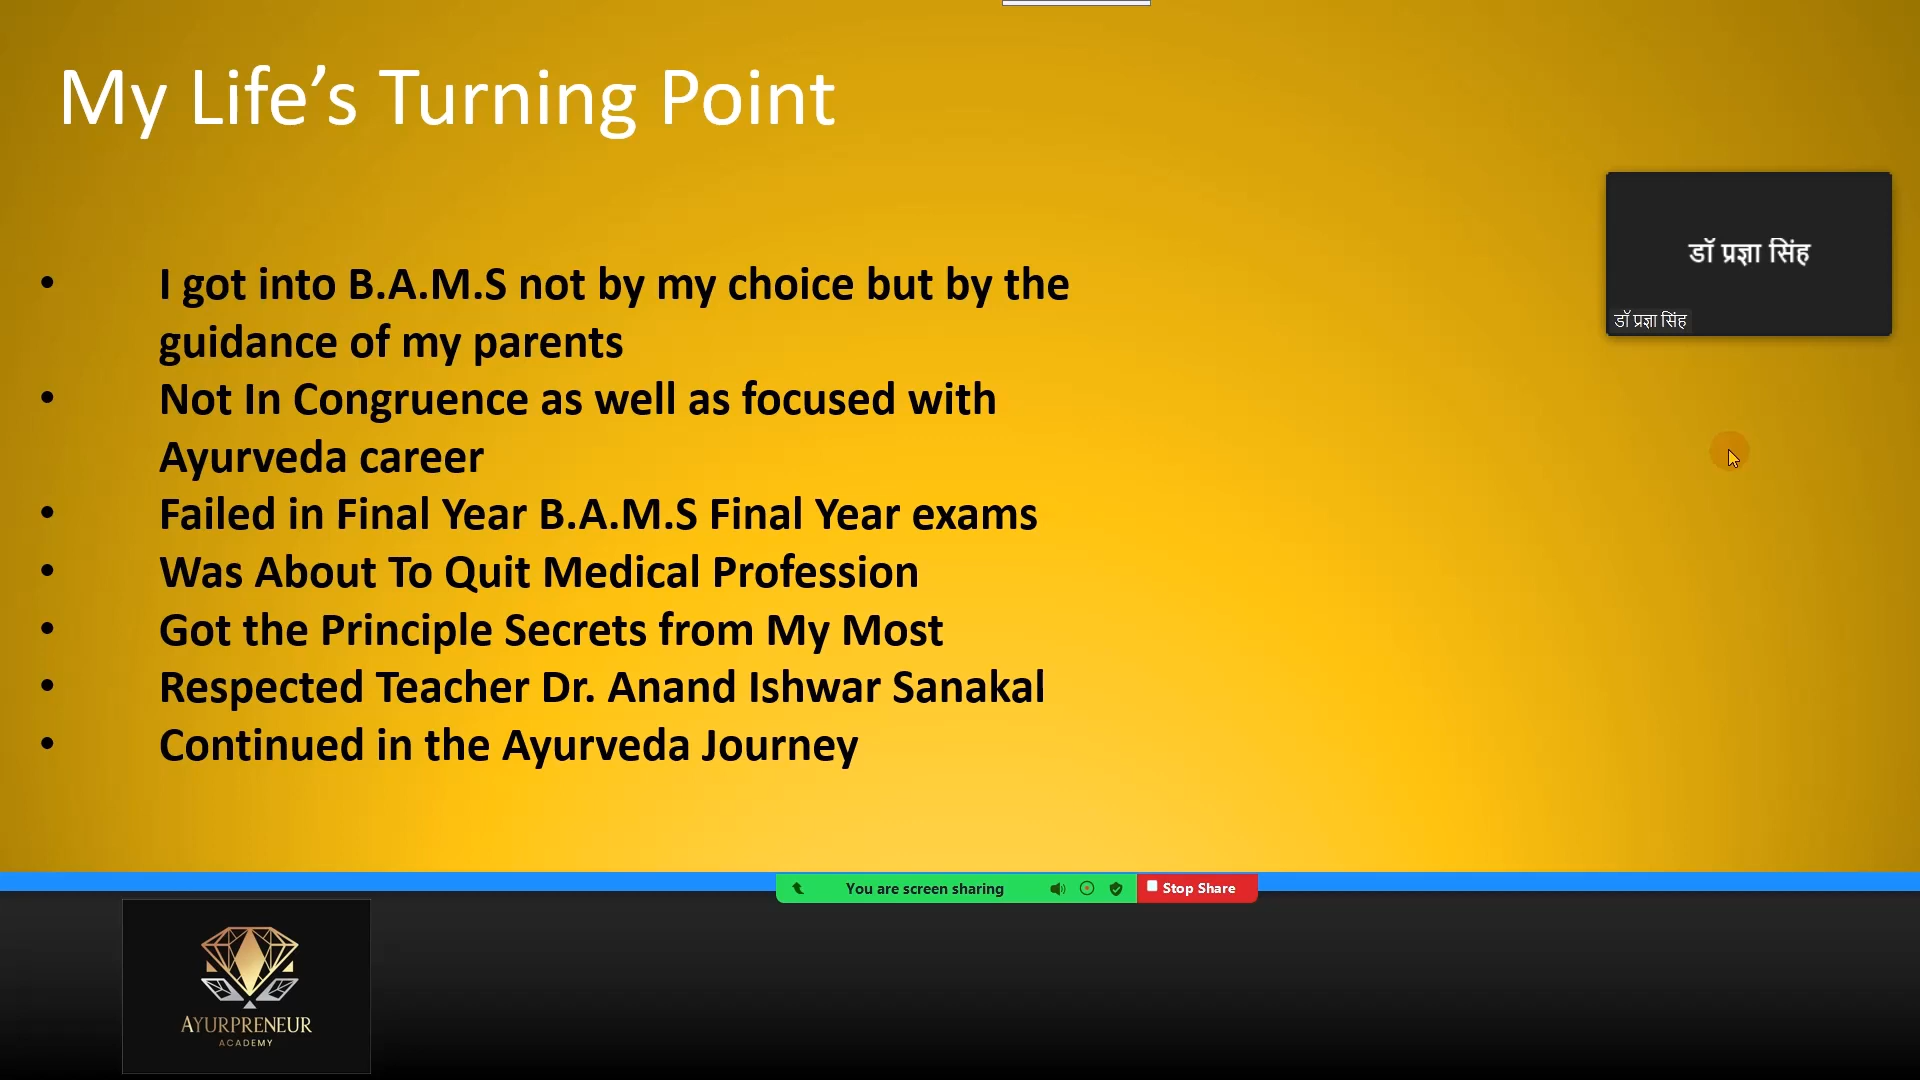 My Life’s Turning Point
• I got into B.A.M.S not by my choice but by the
guidance of my parents
• Not In Congruence as well as focused with
Ayurveda career
• Failed in Final Year B.A.M.S Final Year exams
• Was About To Quit Medical Profession
• Got the Principle Secrets from My Most
• Respected Teacher Dr. Anand Ishwar Sanakal
• Continued in the Ayurveda Journey
डॉ प्रज्ञा सिंह
डॉ प्रज्ञा सिंह
You are screen sharing
Stop Share
AYURPRENEUR
ACADEMY